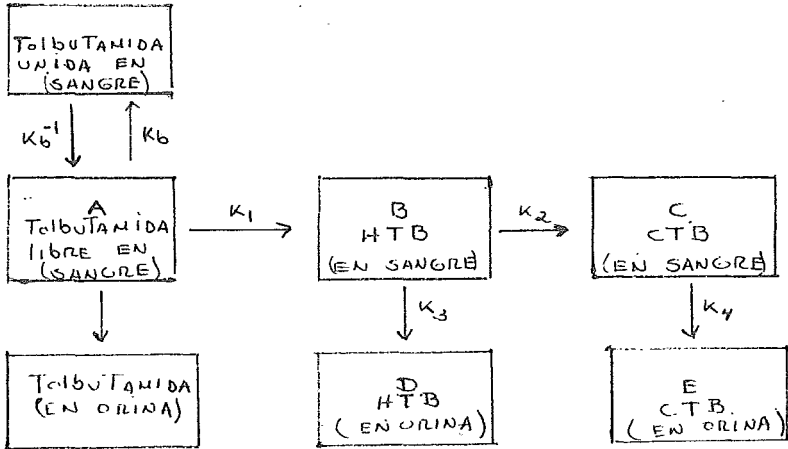 TolbUTAMIDA
UNIDA EN
(SANGRE)
Kb⁻¹
Kb
A
TolbUTAMIDA
lIBRE EN
(SANGRE)
K1
B
HTB
(EN SANGRE)
K2
C.
CTB
(EN SANGRE)
K3
K4
TolbUTAMIDA
(EN ORINA)
D
HTB
(EN ORINA)
E
C.T.B.
(EN ORINA)